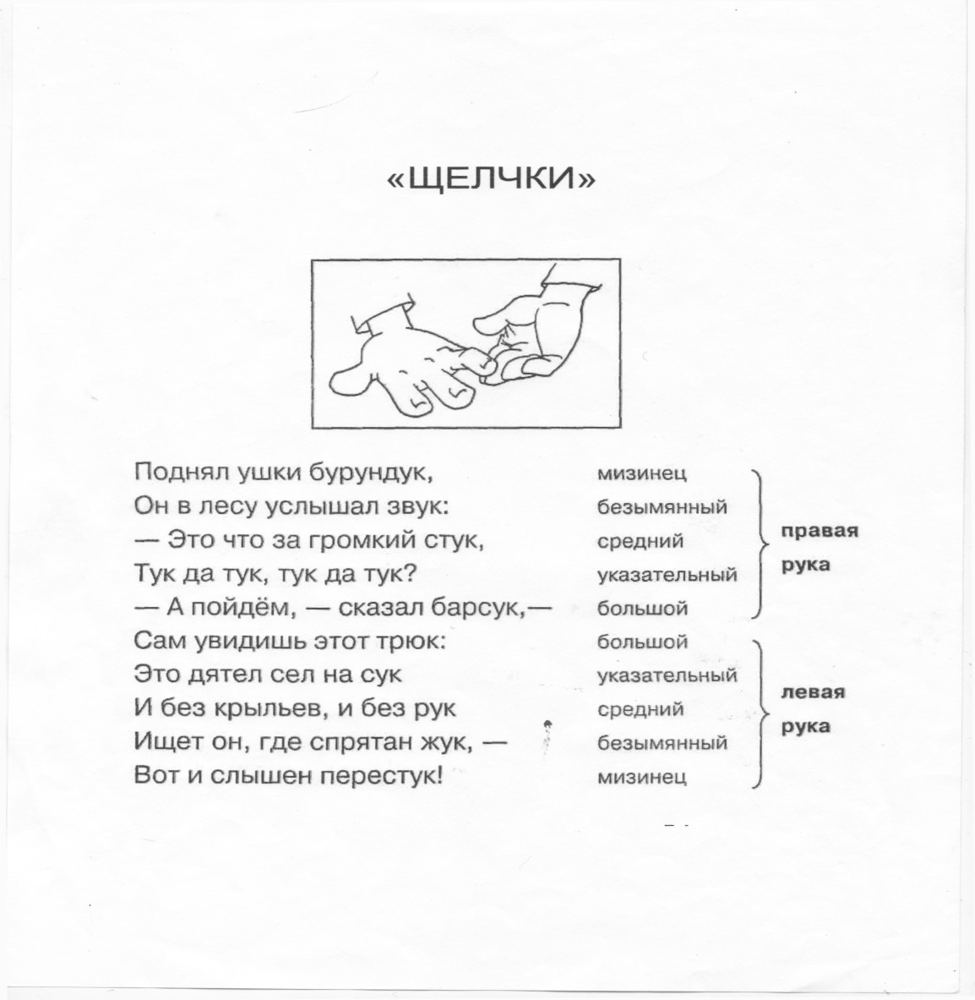 «ЩЕЛЧКИ»
Поднял ушки бурундук, мизинец
Он в лесу услышал звук: безымянный
— Это что за громкий стук, средний
Тук да тук, тук да тук? указательный
— А пойдём, — сказал барсук,— большой
правая
рука
Сам увидишь этот трюк: большой
Это дятел сел на сук указательный
И без крыльев, и без рук средний
Ищет он, где спрятан жук, — безымянный
Вот и слышен перестук! мизинец
левая
рука